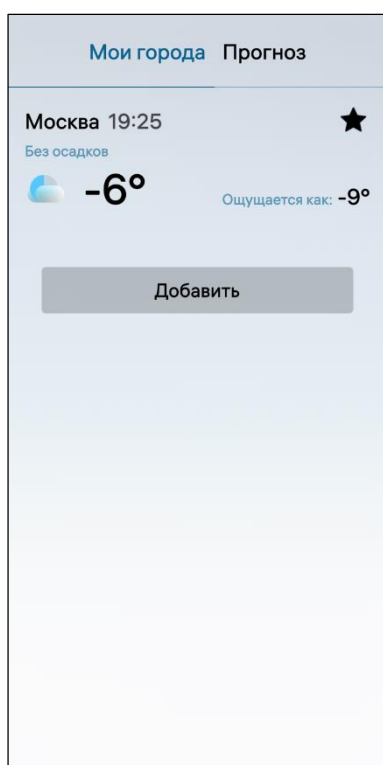 Мои города Прогноз
Москва 19:25
Без осадков
-6°
Ощущается как: -9°
Добавить